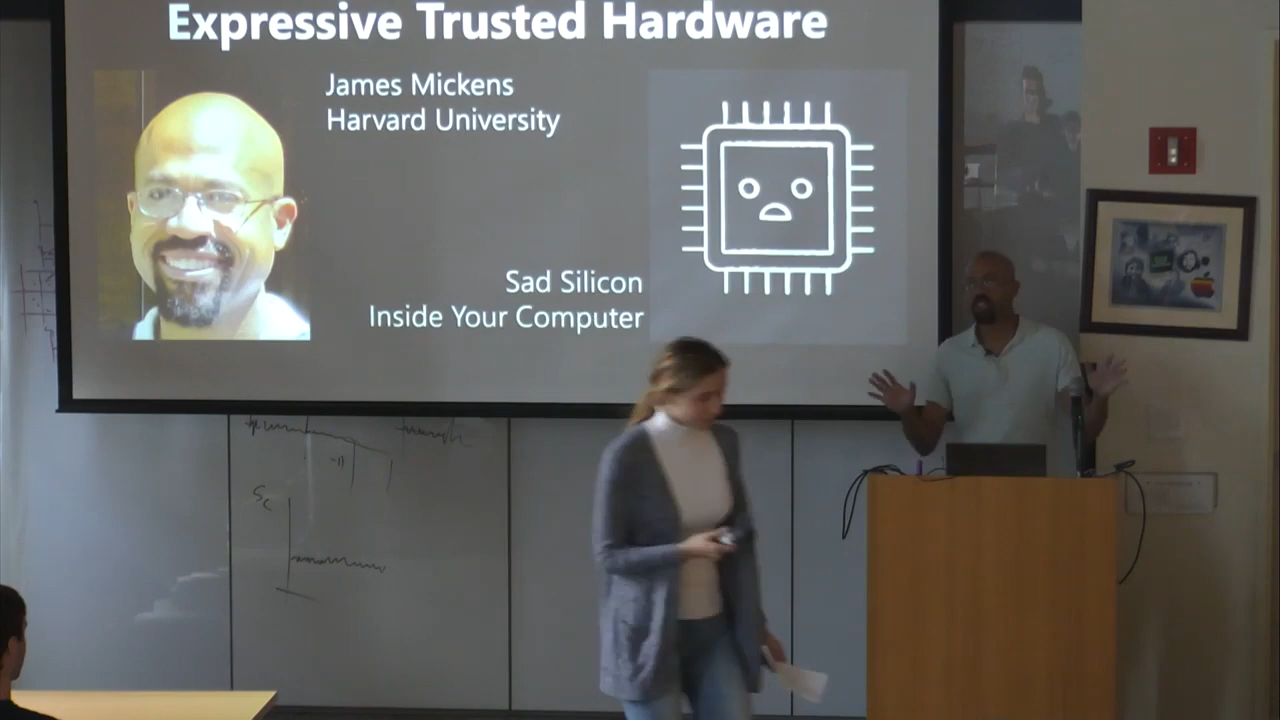 Expressive Trusted Hardware
James Mickens
Harvard University
Sad Silicon
Inside Your Computer